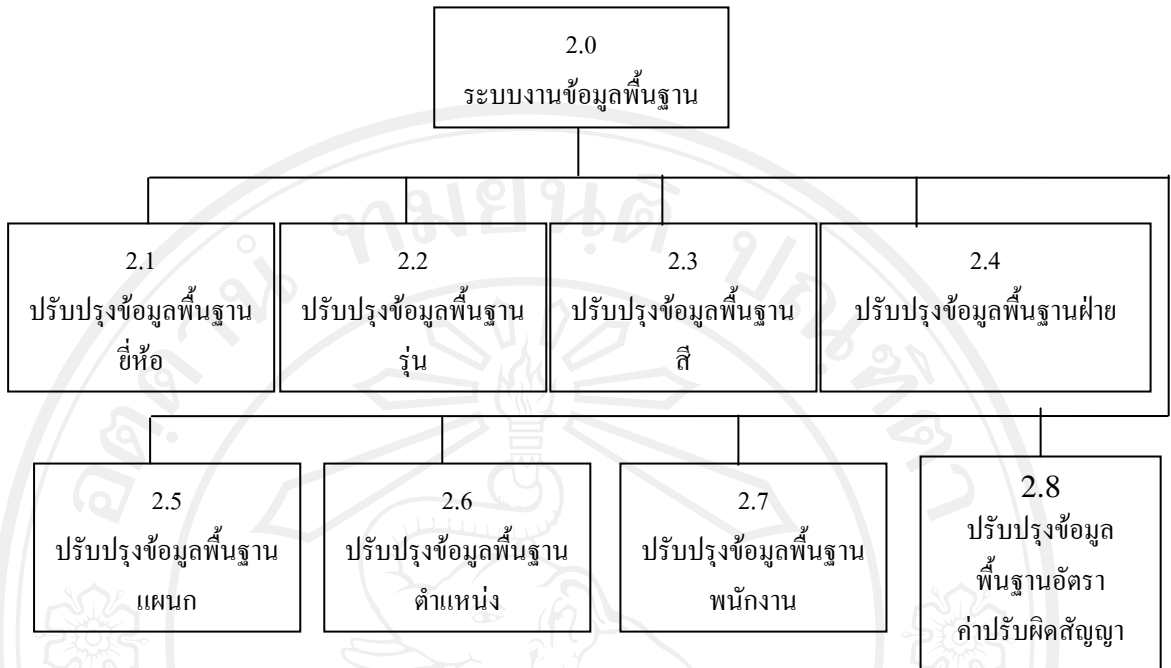 2.0
ระบบงานข้อมูลพื้นฐาน
2.1
ปรับปรุงข้อมูลพื้นฐาน
ยี่ห้อ
2.2
ปรับปรุงข้อมูลพื้นฐาน
รุ่น
2.3
ปรับปรุงข้อมูลพื้นฐาน
สี
2.4
ปรับปรุงข้อมูลพื้นฐานฝ่าย
2.5
ปรับปรุงข้อมูลพื้นฐาน
แผนก
2.6
ปรับปรุงข้อมูลพื้นฐาน
ตำแหน่ง
2.7
ปรับปรุงข้อมูลพื้นฐาน
พนักงาน
2.8
ปรับปรุงข้อมูล
พื้นฐานอัตรา
ค่าปรับผิดสัญญา